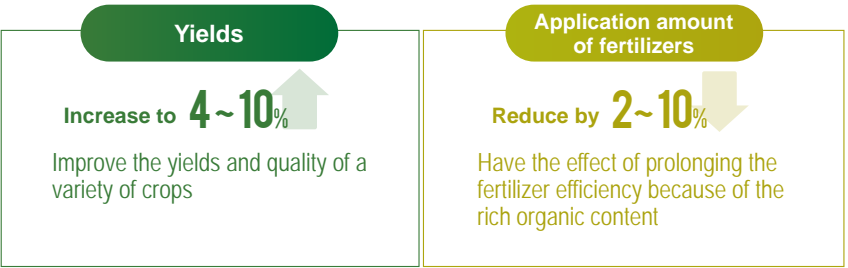 Yields
Increase to 4~10%
Improve the yields and quality of a
variety of crops
Application amount
of fertilizers
Reduce by 2~10%
Have the effect of prolonging the
fertilizer efficiency because of the
rich organic content